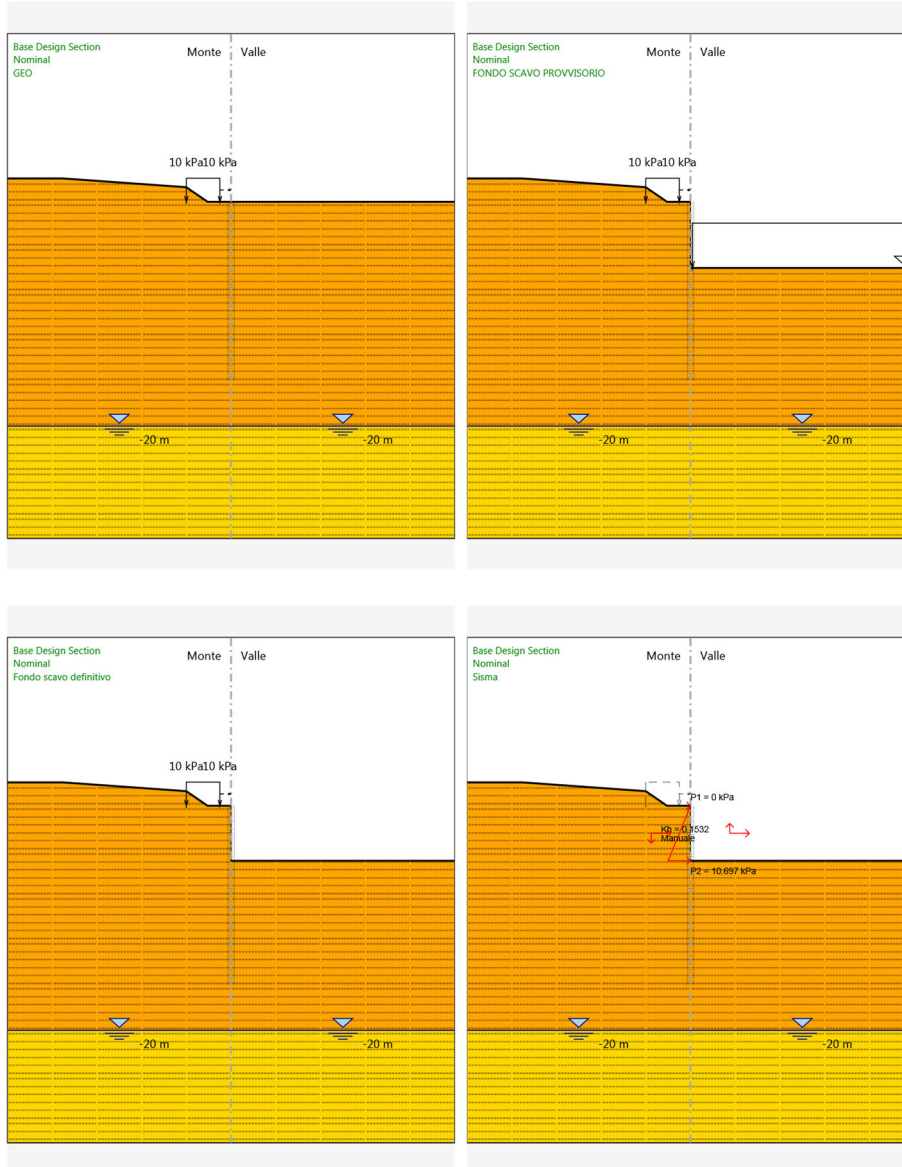 Base Design Section
Nominal
GEO
Monte Valle
10 kPa10 kPa
-20 m -20 m
Base Design Section
Nominal
FONDO SCAVO PROVVISORIO
Monte Valle
10 kPa10 kPa
-20 m -20 m
Base Design Section
Nominal
Fondo scavo definitivo
Monte Valle
10 kPa10 kPa
-20 m -20 m
Base Design Section
Nominal
Sisma
Monte Valle
P1 = 0 kPa
Kh = 0.1532
Manuale
P2 = 10.697 kPa
-20 m -20 m